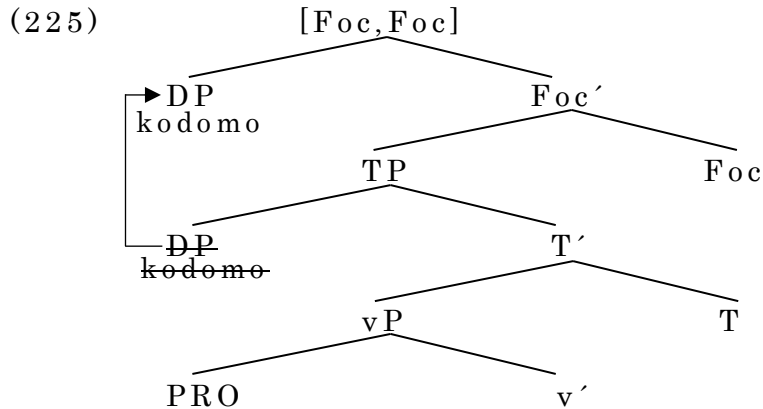 (225) [Foc,Foc]
DP Foc´
kodomo
TP Foc
DP T´
kodomo
vP T
PRO v´